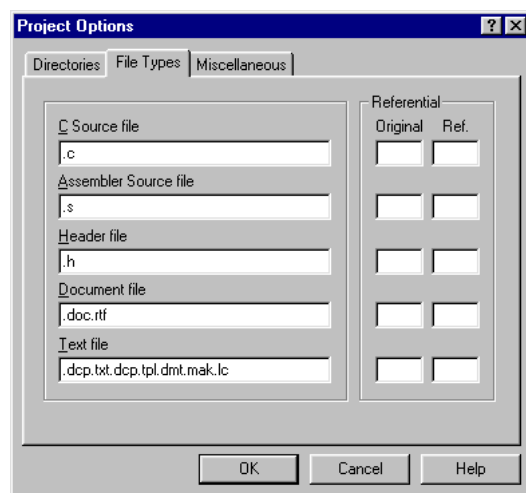 Project Options
Directories File Types Miscellaneous
Referential
C Source file Original Ref.
.c
Assembler Source file
.s
Header file
.h
Document file
.doc.rtf
Text file
.dcp.txt.dcp.tpl.dmt.mak.lc
OK Cancel Help